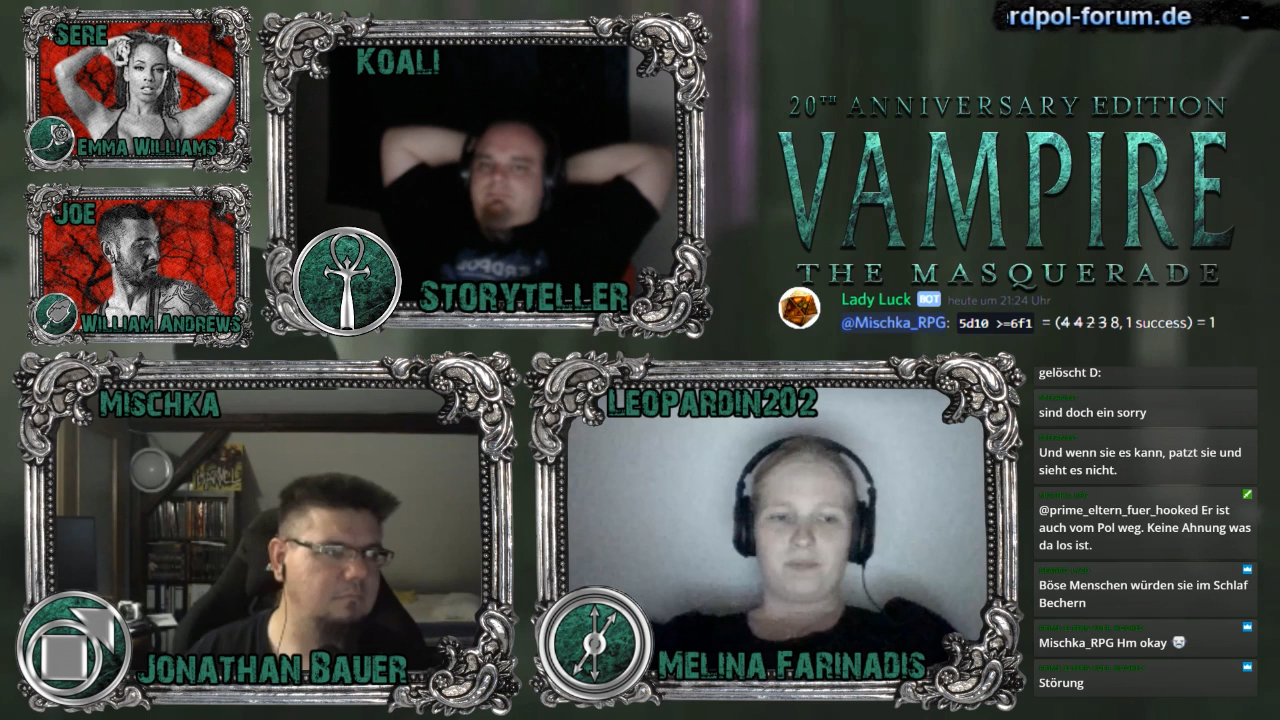 rdpol-forum.de -
SERE
EMMA WILLIAMS
JOE
WILLIAM ANDREWS
KOALI
STORYTELLER
20TH ANNIVERSARY EDITION
VAMPIRE
THE MASQUERADE
Lady Luck BOT heute um 21:24 Uhr
@Mischka_RPG: 5d10 >=6f1 = (4 4 2 3 8, 1 success) = 1
MISCHKA
JONATHAN BAUER
LEOPARDIN202
MELINA FARINADIS
gelöscht D:
sind doch ein sorry
Und wenn sie es kann, patzt sie und
sieht es nicht.
@prime_eltern_fuer_hooked Er ist
auch vom Pol weg. Keine Ahnung was
da los ist.
Böse Menschen würden sie im Schlaf
Bechern
Mischka_RPG Hm okay
Störung